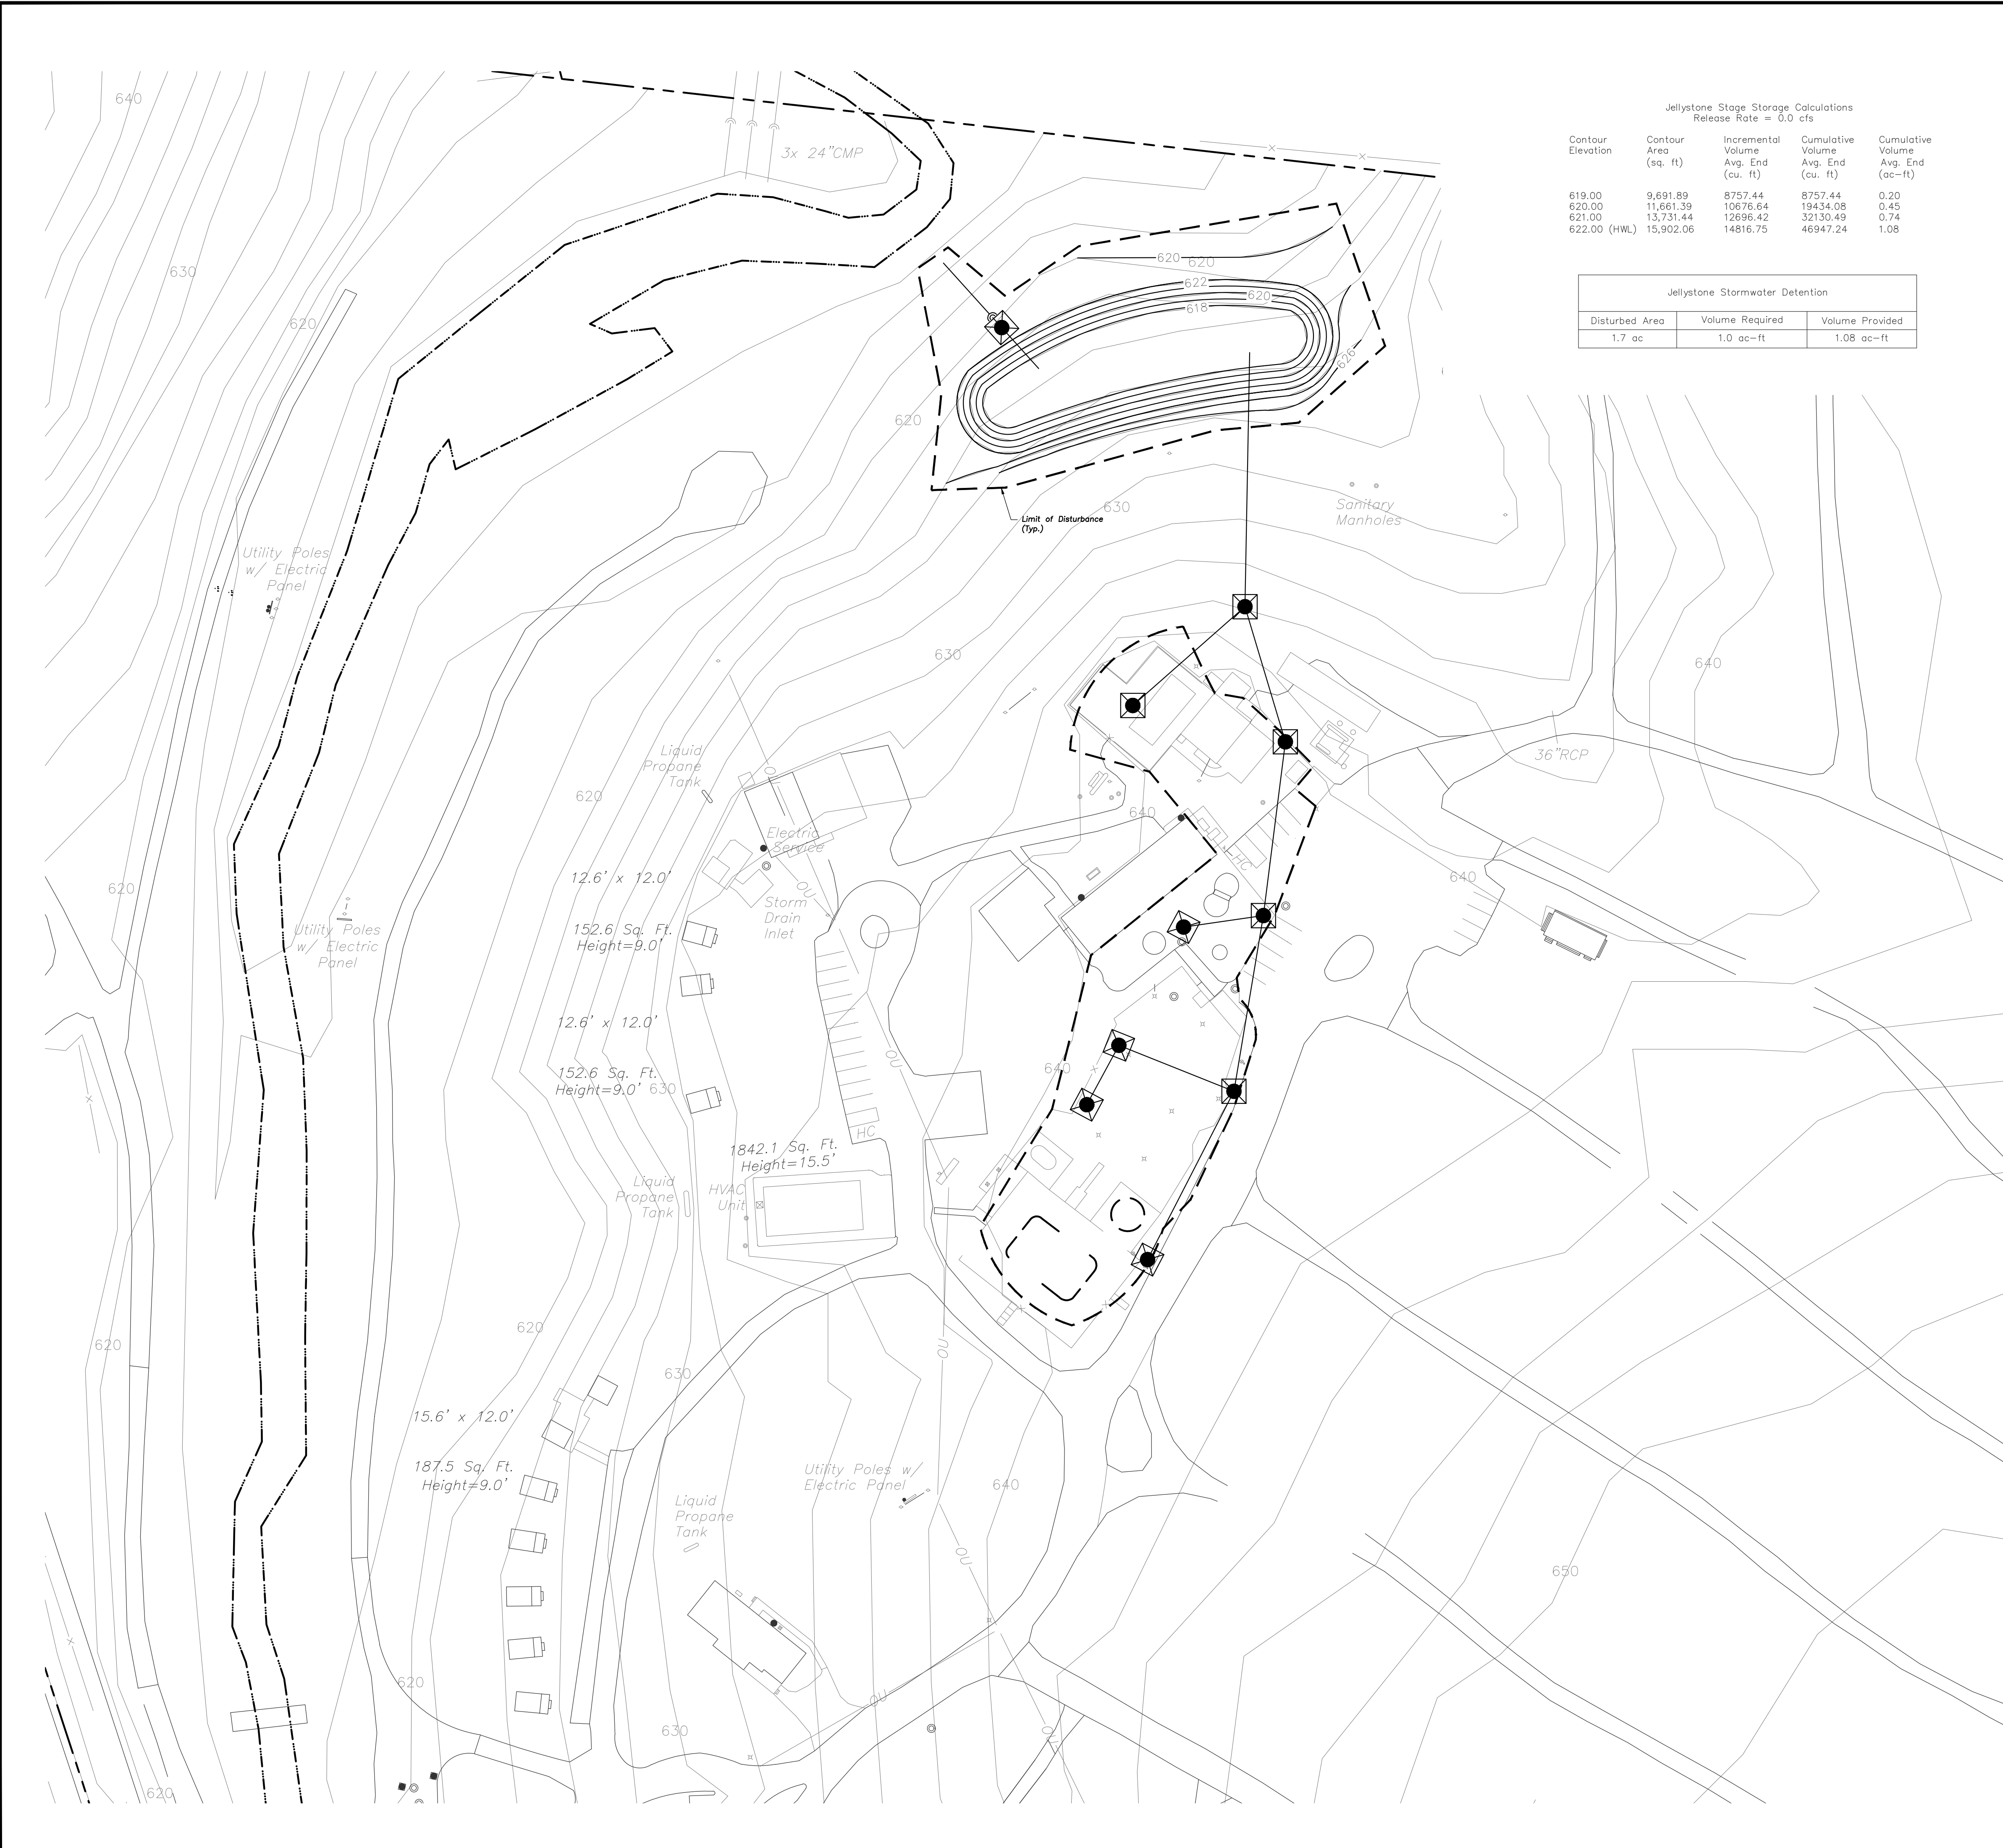 Jellystone Stage Storage Calculations
Release Rate = 0.0 cfs
Contour Contour Incremental Cumulative Cumulative
Elevation Area Volume Volume Volume
(sq. ft) Avg. End Avg. End Avg. End
(cu. ft) (cu. ft) (ac-ft)
619.00 9,691.89 8757.44 8757.44 0.20
620.00 11,661.39 10676.64 19434.08 0.45
621.00 13,731.44 12696.42 32130.49 0.74
622.00 (HWL) 15,902.06 14816.75 46947.24 1.08
Jellystone Stormwater Detention
Disturbed Area Volume Required Volume Provided
1.7 ac 1.0 ac-ft 1.08 ac-ft
640
3x 24"CMP
630
620
620
620
622
620
618
626
620
630
Limit of Disturbance
(Typ.)
Sanitary
Manholes
Utility Poles
w/ Electric
Panel
630
640
Liquid
Propane
Tank
OU
36"RCP
620
640
Electric
Service
HC
12.6' x 12.0'
OU
640
620
Storm
Drain
Inlet
152.6 Sq. Ft.
Height=9.0'
Utility Poles
w/ Electric
Panel
12.6' x 12.0'
OU
640
152.6 Sq. Ft.
Height=9.0'
630
HC
1842.1 Sq. Ft.
Height=15.5'
Liquid
Propane
Tank
HVAC
Unit
620
620
OU
630
15.6' x 12.0'
187.5 Sq. Ft.
Height=9.0'
Utility Poles w/
Electric Panel
640
Liquid
Propane
Tank
OU
650
620
OU
630
OU
620